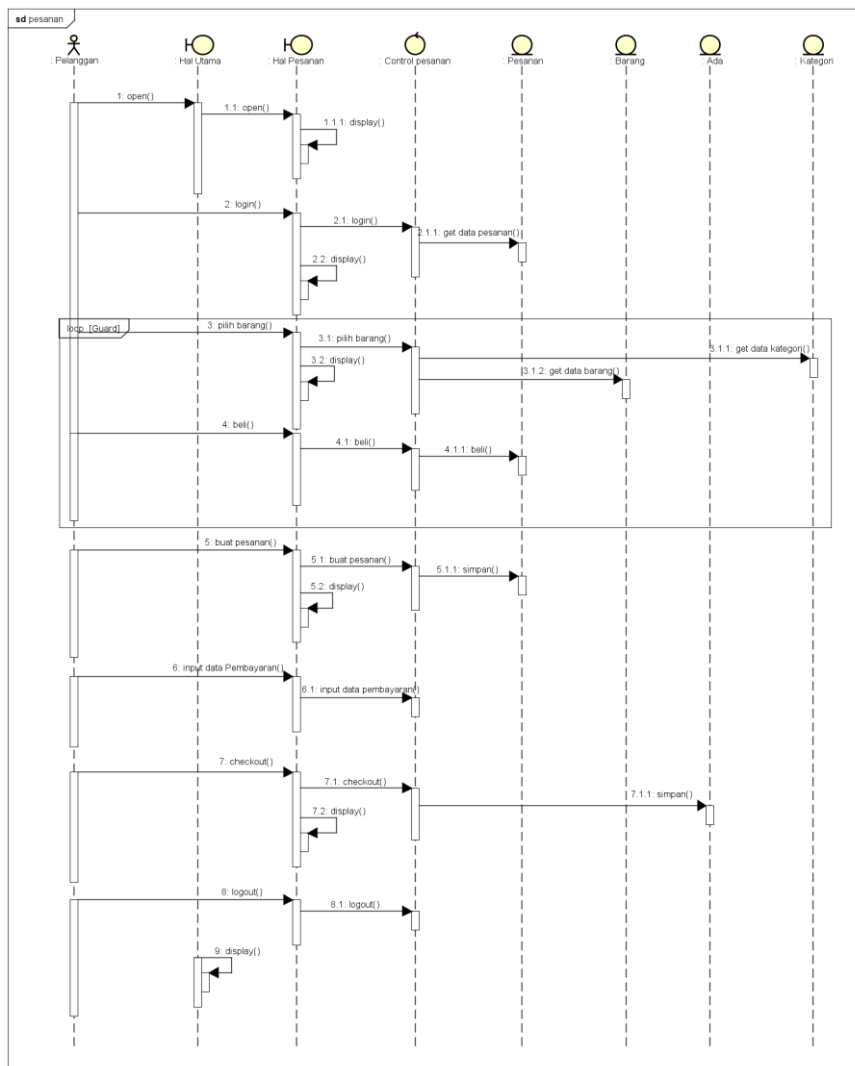 sd pesanan
: Pelanggan
: Hal Utama
: Hal Pesanan
: Control pesanan
: Pesanan
: Barang
: Ada
: Kategori
1: open()
1.1: open()
1.1.1: display()
2: login()
2.1: login()
2.1.1: get data pesanan()
2.2: display()
loop [Guard]
3: pilih barang()
3.1: pilih barang()
3.1.1: get data kategori()
3.2: display()
3.1.2: get data barang()
4: beli()
4.1: beli()
4.1.1: beli()
5: buat pesanan()
5.1: buat pesanan()
5.1.1: simpan()
5.2: display()
6: input data Pembayaran()
6.1: input data pembayaran()
7: checkout()
7.1: checkout()
7.1.1: simpan()
7.2: display()
8: logout()
8.1: logout()
9: display()